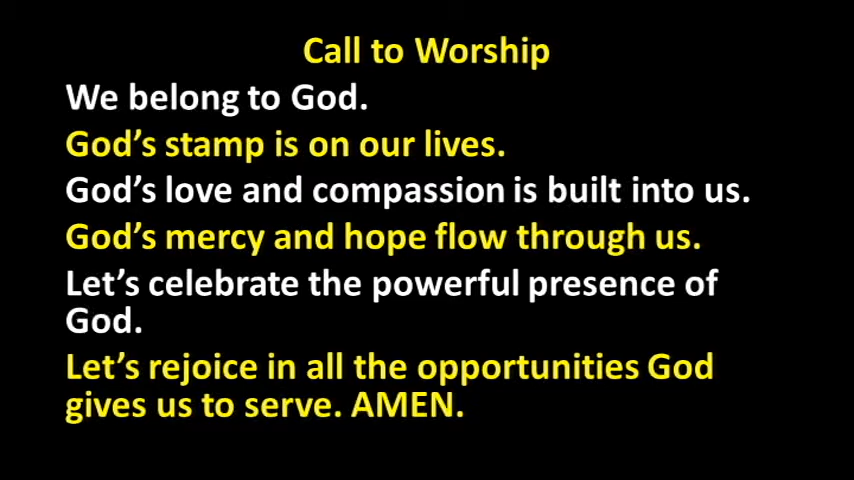 Call to Worship
We belong to God.
God’s stamp is on our lives.
God’s love and compassion is built into us.
God’s mercy and hope flow through us.
Let’s celebrate the powerful presence of
God.
Let’s rejoice in all the opportunities God
gives us to serve. AMEN.